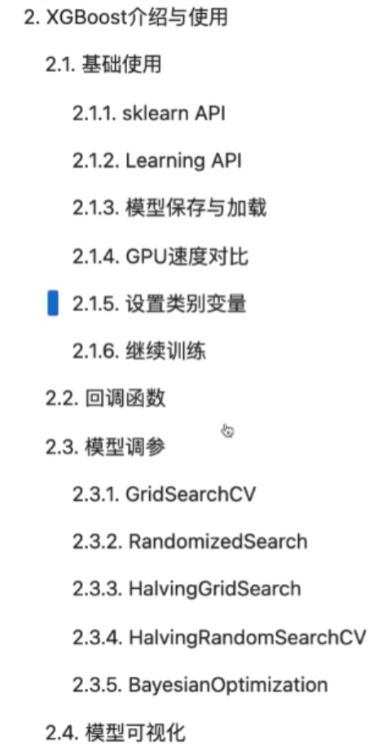 2. XGBoost介绍与使用
2.1. 基础使用
2.1.1. sklearn API
2.1.2. Learning API
2.1.3. 模型保存与加载
2.1.4. GPU速度对比
2.1.5. 设置类别变量
2.1.6. 继续训练
2.2. 回调函数
2.3. 模型调参
2.3.1. GridSearchCV
2.3.2. RandomizedSearch
2.3.3. HalvingGridSearch
2.3.4. HalvingRandomSearchCV
2.3.5. BayesianOptimization
2.4. 模型可视化